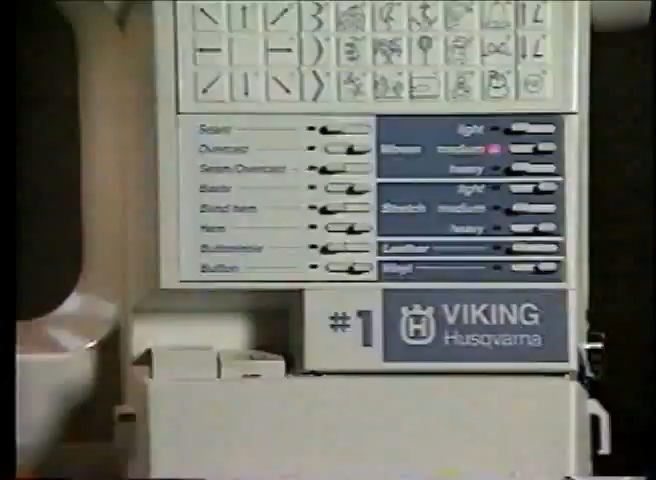 Seam
Overcast
Seam/Overcast
Baste
Blind hem
Hem
Buttonhole
Button
light
Woven medium
heavy
light
Stretch medium
heavy
Leather
Vinyl
#1
VIKING
Husqvarna